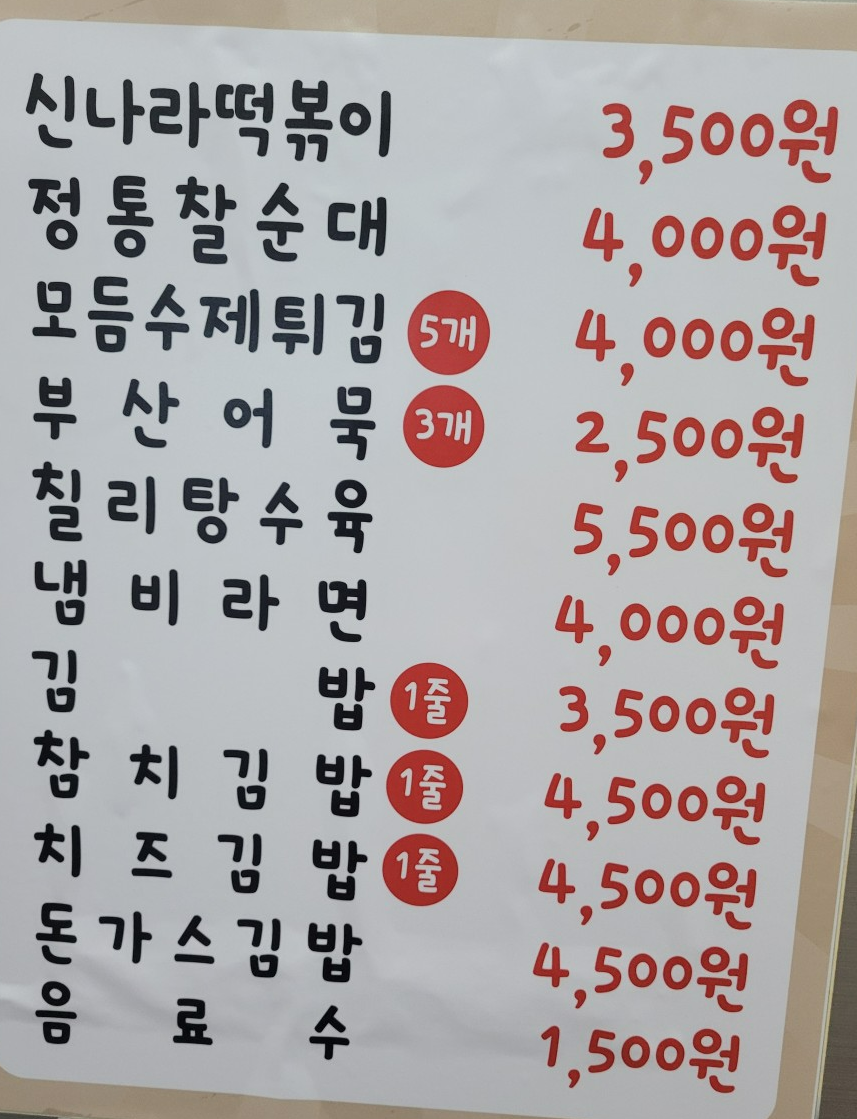 신나라떡볶이 3,500원
정통찰순대 4,000원
모듬수제튀김 5개 4,000원
부산어묵 3개 2,500원
칠리탕수육 5,500원
냄비라면 4,000원
김밥 1줄 3,500원
참치김밥 1줄 4,500원
치즈김밥 1줄 4,500원
돈가스김밥 4,500원
음료수 1,500원